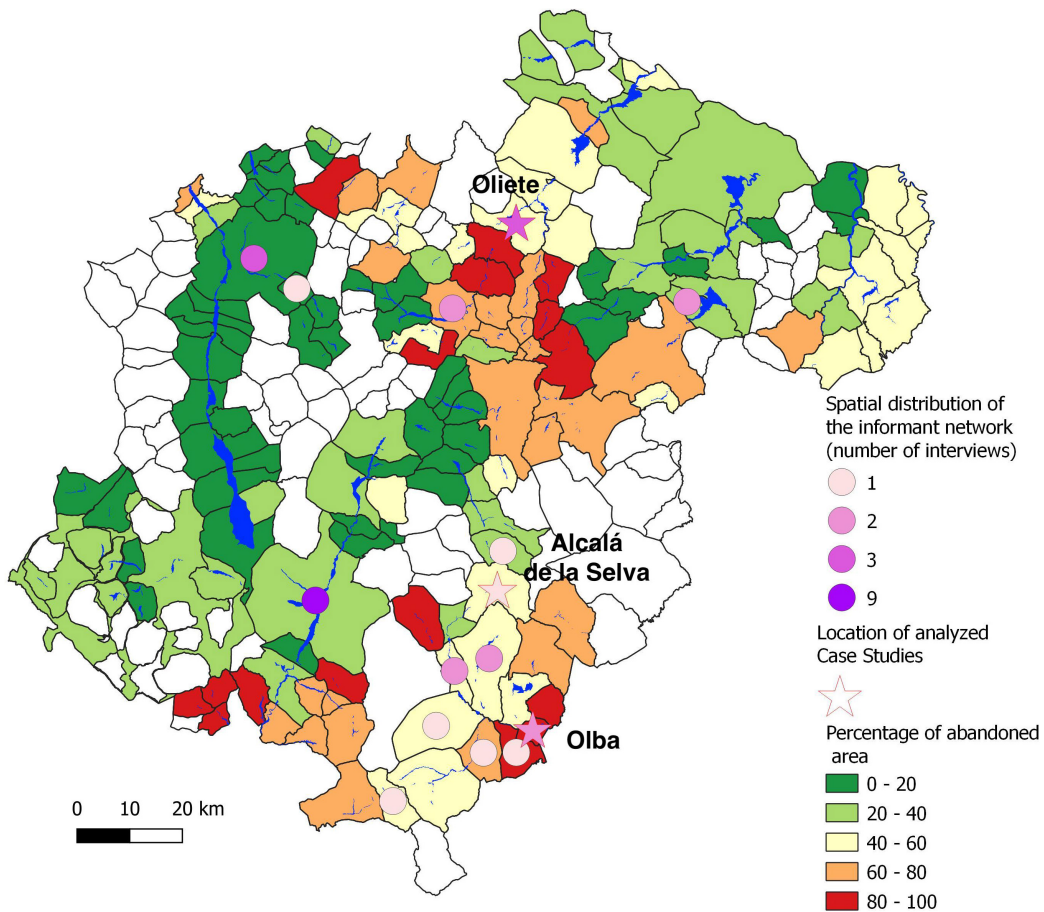 Oliete
Alcalá
de la Selva
Olba
0 10 20 km
Spatial distribution of
the informant network
(number of interviews)
1
2
3
9
Location of analyzed
Case Studies
Percentage of abandoned
area
0 - 20
20 - 40
40 - 60
60 - 80
80 - 100